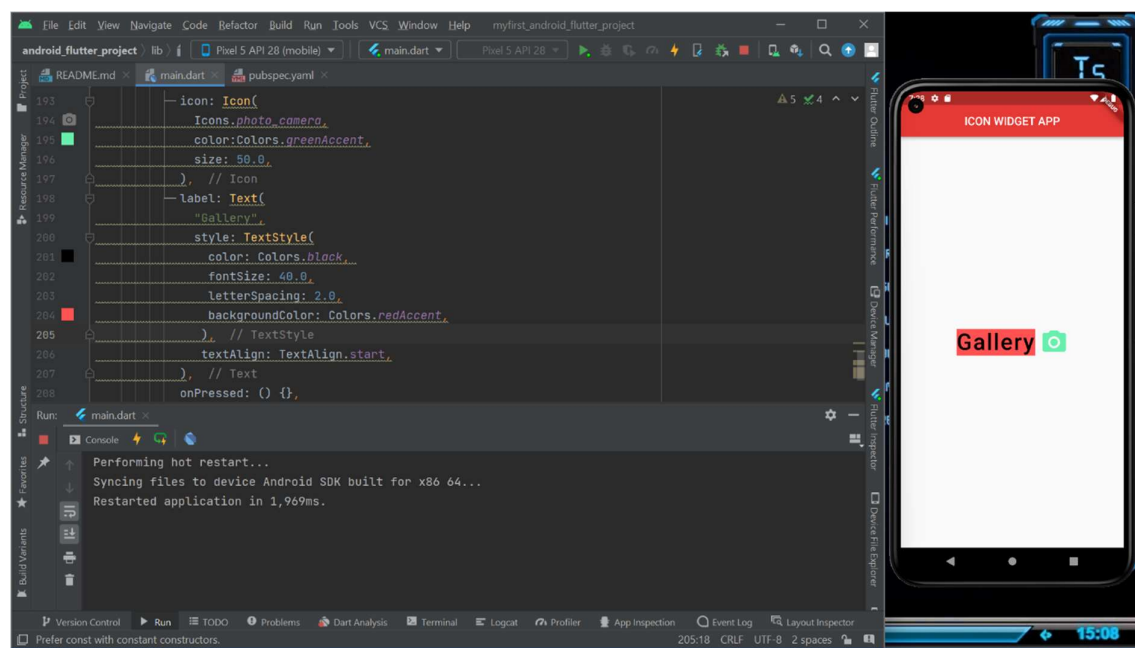 File Edit View Navigate Code Refactor Build Run Tools VCS Window Help myfirst_android_flutter_project
android_flutter_project lib Pixel 5 API 28 (mobile) main.dart Pixel 5 API 28
README.md main.dart pubspec.yaml
Project
Resource Manager
Structure
Favorites
Build Variants
193 icon: Icon(
194 Icons.photo_camera,
195 color:Colors.greenAccent,
196 size: 50.0,
197 ), // Icon
198 label: Text(
199 "Gallery",
200 style: TextStyle(
201 color: Colors.black,
202 fontSize: 40.0,
203 letterSpacing: 2.0,
204 backgroundColor: Colors.redAccent,
205 ), // TextStyle
206 textAlign: TextAlign.start,
207 ), // Text
208 onPressed: () {},
5 4
Flutter Outline
Flutter Performance
Device Manager
Flutter Inspector
Device File Explorer
Run: main.dart
Console
Performing hot restart...
Syncing files to device Android SDK built for x86 64...
Restarted application in 1,969ms.
Version Control Run TODO Problems Dart Analysis Terminal Logcat Profiler App Inspection Event Log Layout Inspector
Prefer const with constant constructors. 205:18 CRLF UTF-8 2 spaces
Ts
ICON WIDGET APP
Gallery
15:08